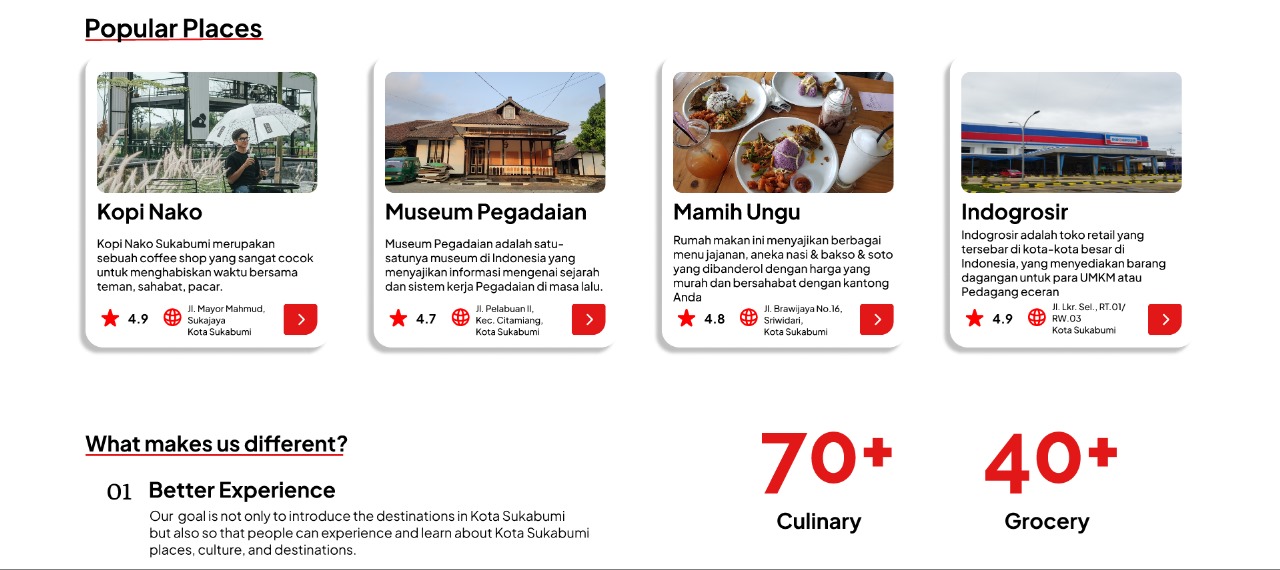 Popular Places
Kopi Nako
Kopi Nako Sukabumi merupakan
sebuah coffee shop yang sangat cocok
untuk menghabiskan waktu bersama
teman, sahabat, pacar.
4.9
Jl. Mayor Mahmud,
Sukajaya
Kota Sukabumi
Museum Pegadaian
Museum Pegadaian adalah satu-
satunya museum di Indonesia yang
menyajikan informasi mengenai sejarah
dan sistem kerja Pegadaian di masa lalu.
4.7
Jl. Pelabuan II,
Kec. Citamiang,
Kota Sukabumi
Mamih Ungu
Rumah makan ini menyajikan berbagai
menu jajanan, aneka nasi & bakso & soto
yang dibanderol dengan harga yang
murah dan bersahabat dengan kantong
Anda
4.8
Jl. Brawijaya No.16,
Sriwidari,
Kota Sukabumi
Indogrosir
Indogrosir adalah toko retail yang
tersebar di kota-kota besar di
Indonesia, yang menyediakan barang
dagangan untuk para UMKM atau
Pedagang eceran
4.9
Jl. Lkr. Sel., RT.01/
RW.03
Kota Sukabumi
What makes us different?
01 Better Experience
Our goal is not only to introduce the destinations in Kota Sukabumi
but also so that people can experience and learn about Kota Sukabumi
places, culture, and destinations.
70+
Culinary
40+
Grocery